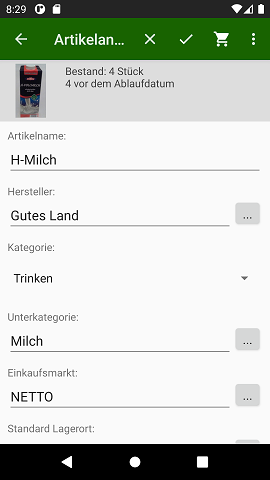 8:29
Artikelan...
Bestand: 4 Stück
4 vor dem Ablaufdatum
Artikelname:
H-Milch
Hersteller:
Gutes Land
...
Kategorie:
Trinken
Unterkategorie:
Milch
...
Einkaufsmarkt:
NETTO
...
Standard Lagerort: